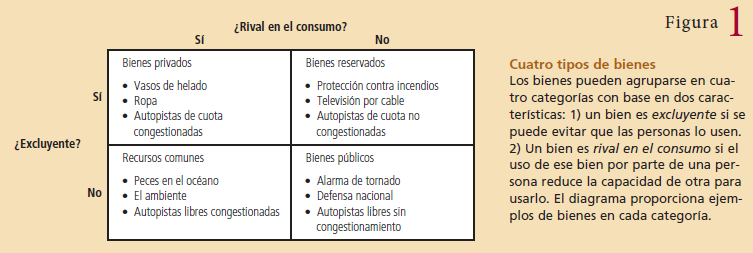 ¿Rival en el consumo?
Sí
No
¿Excluyente?
Sí
Bienes privados
• Vasos de helado
• Ropa
• Autopistas de cuota
congestionadas
Bienes reservados
• Protección contra incendios
• Televisión por cable
• Autopistas de cuota no
congestionadas
No
Recursos comunes
• Peces en el océano
• El ambiente
• Autopistas libres congestionadas
Bienes públicos
• Alarma de tornado
• Defensa nacional
• Autopistas libres sin
congestionamiento
Figura 1
Cuatro tipos de bienes
Los bienes pueden agruparse en cua-
tro categorías con base en dos carac-
terísticas: 1) un bien es excluyente si se
puede evitar que las personas lo usen.
2) Un bien es rival en el consumo si el
uso de ese bien por parte de una per-
sona reduce la capacidad de otra para
usarlo. El diagrama proporciona ejem-
plos de bienes en cada categoría.